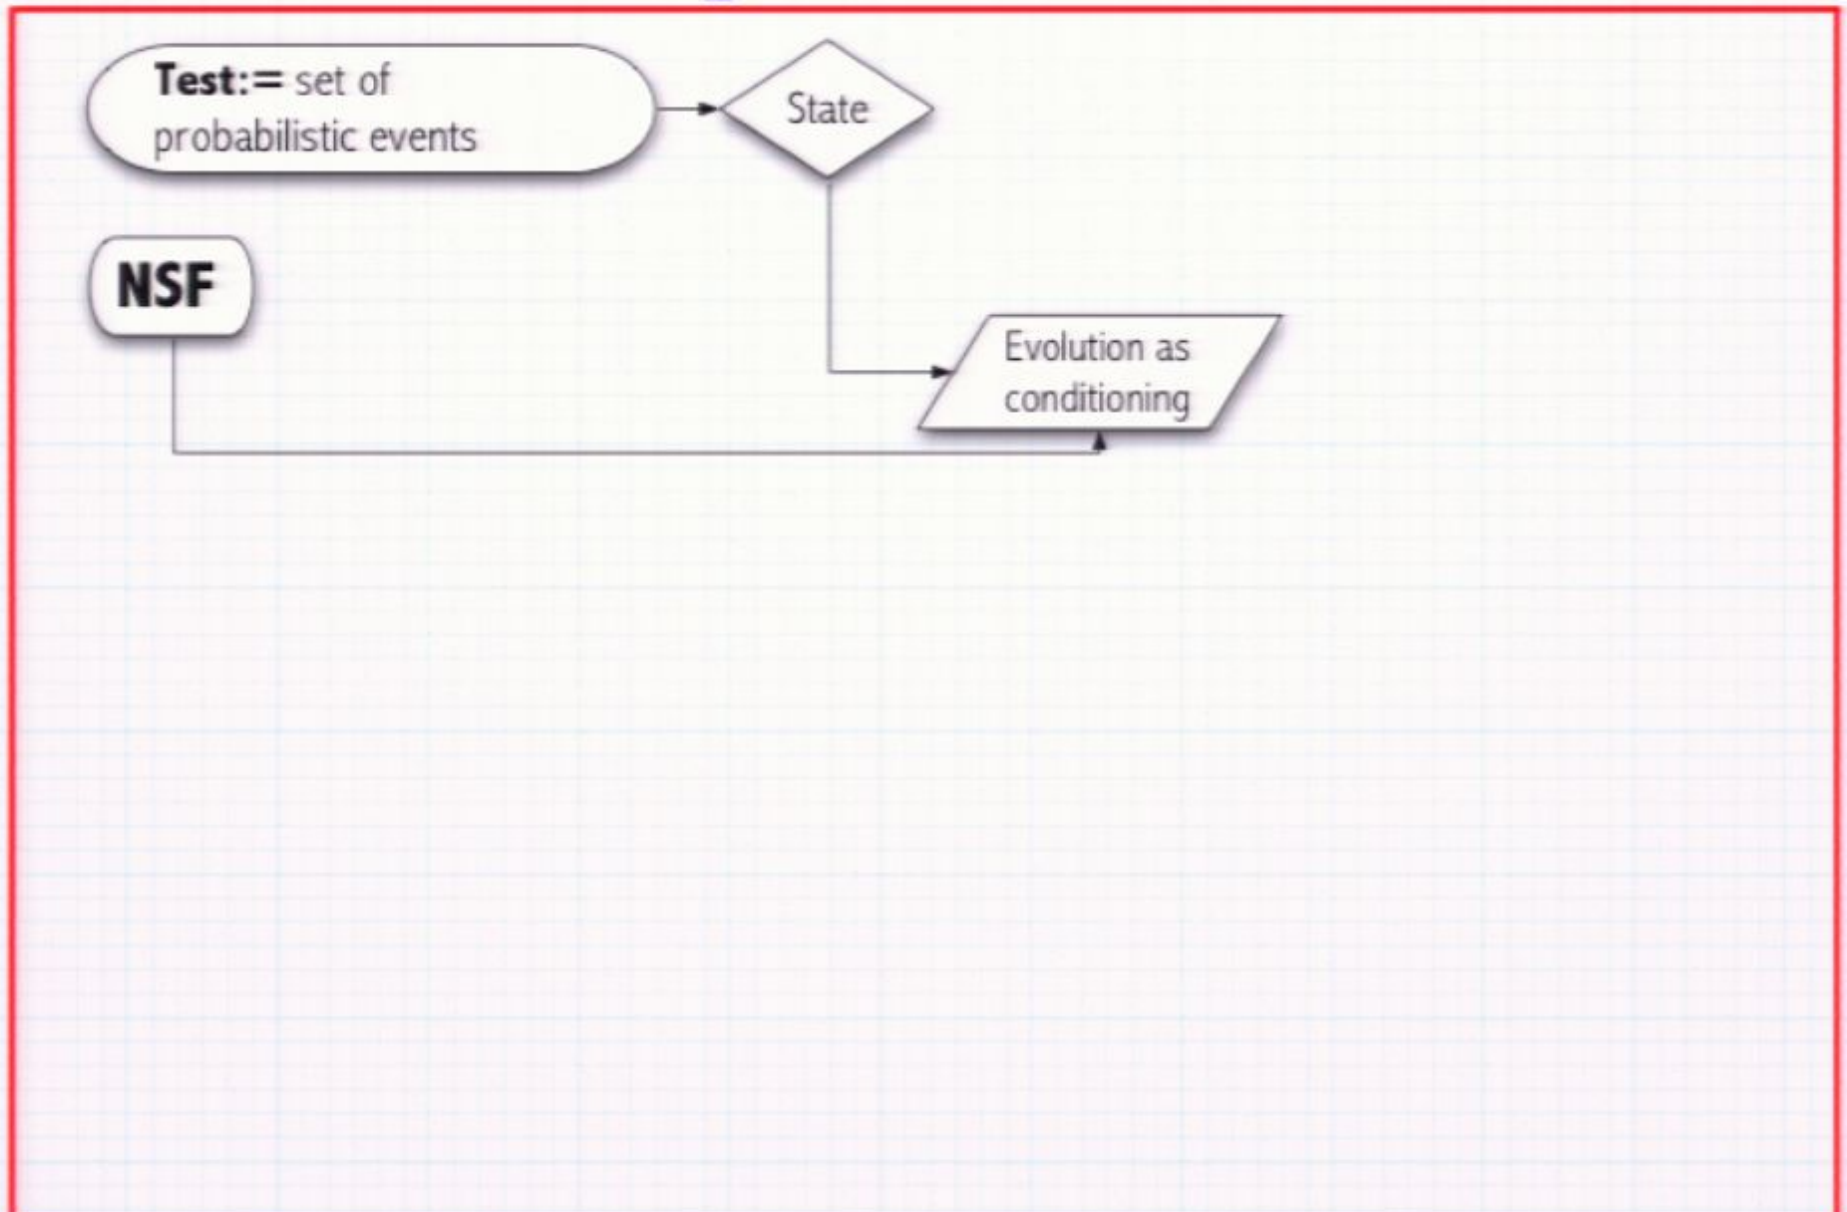 Test:= set of
probabilistic events
State
NSF
Evolution as
conditioning